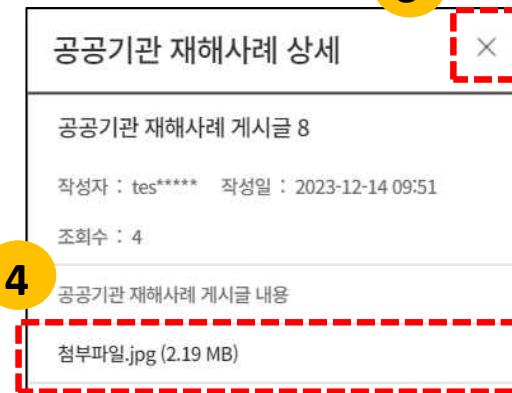 공공기관 재해사례 상세 ×
공공기관 재해사례 게시글 8
작성자 : tes***** 작성일 : 2023-12-14 09:51
조회수 : 4
4
공공기관 재해사례 게시글 내용
첨부파일.jpg (2.19 MB)